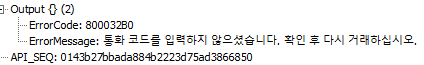 Output {} (2)
ErrorCode: 800032B0
ErrorMessage: 통화 코드를 입력하지 않으셨습니다. 확인 후 다시 거래하십시오.
API_SEQ: 0143b27bbada884b2223d75ad3866850